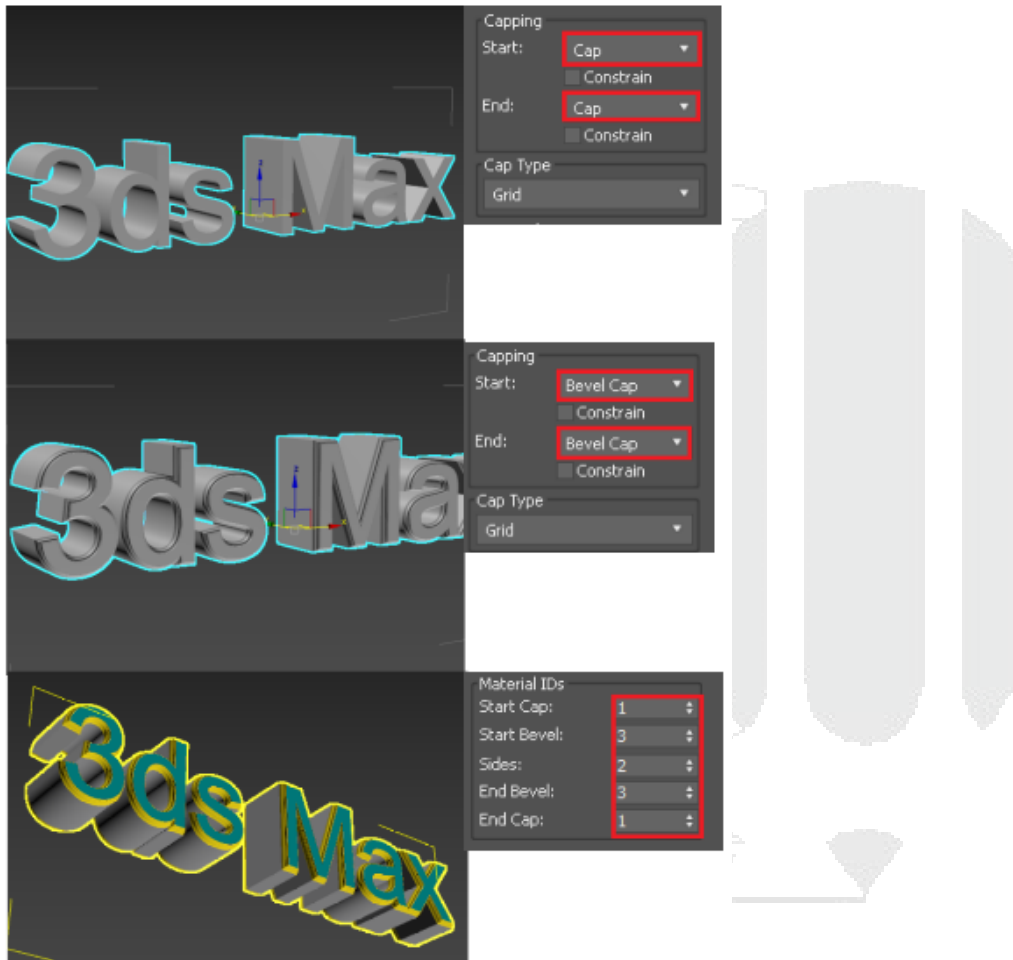 Capping
Start: Cap
Constrain
End: Cap
Constrain
Cap Type
Grid
3ds Max
Capping
Start: Bevel Cap
Constrain
End: Bevel Cap
Constrain
Cap Type
Grid
3ds Max
Material IDs
Start Cap: 1
Start Bevel: 3
Sides: 2
End Bevel: 3
End Cap: 1
3ds Max